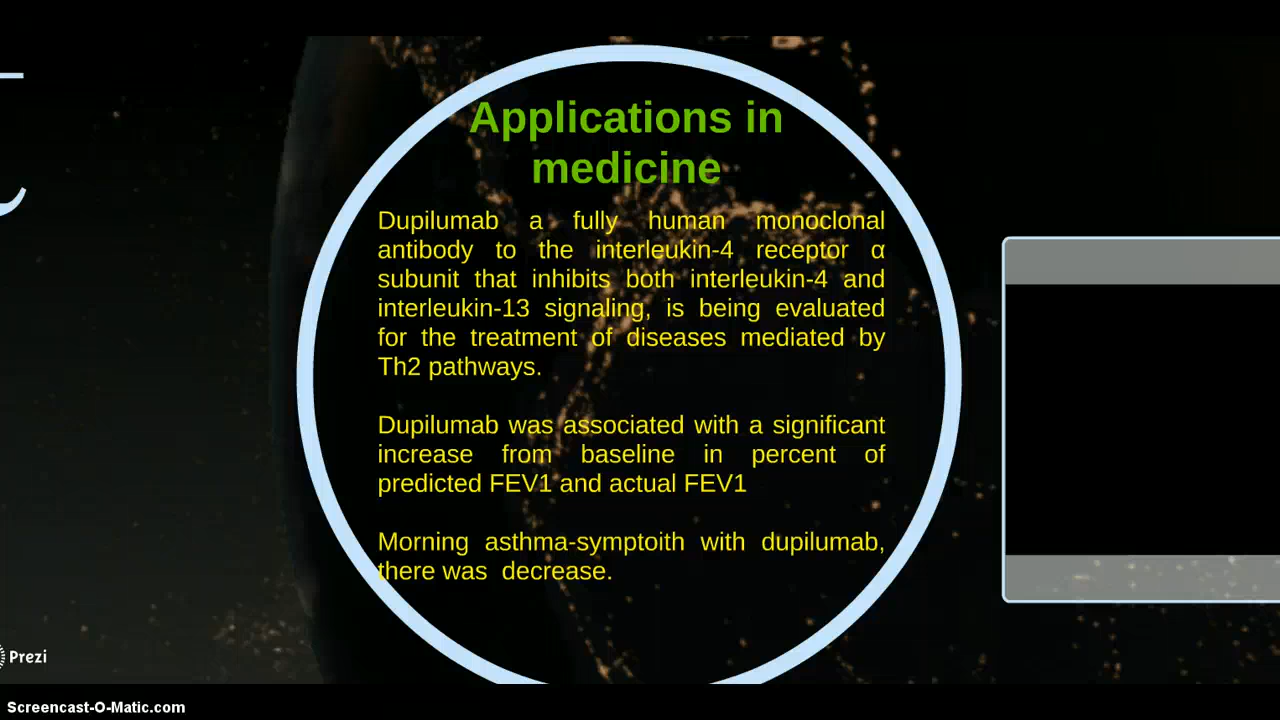 Applications in
medicine
Dupilumab a fully human monoclonal
antibody to the interleukin-4 receptor α
subunit that inhibits both interleukin-4 and
interleukin-13 signaling, is being evaluated
for the treatment of diseases mediated by
Th2 pathways.
Dupilumab was associated with a significant
increase from baseline in percent of
predicted FEV1 and actual FEV1
Morning asthma-symptoith with dupilumab,
there was decrease.
Prezi
Screencast-O-Matic.com